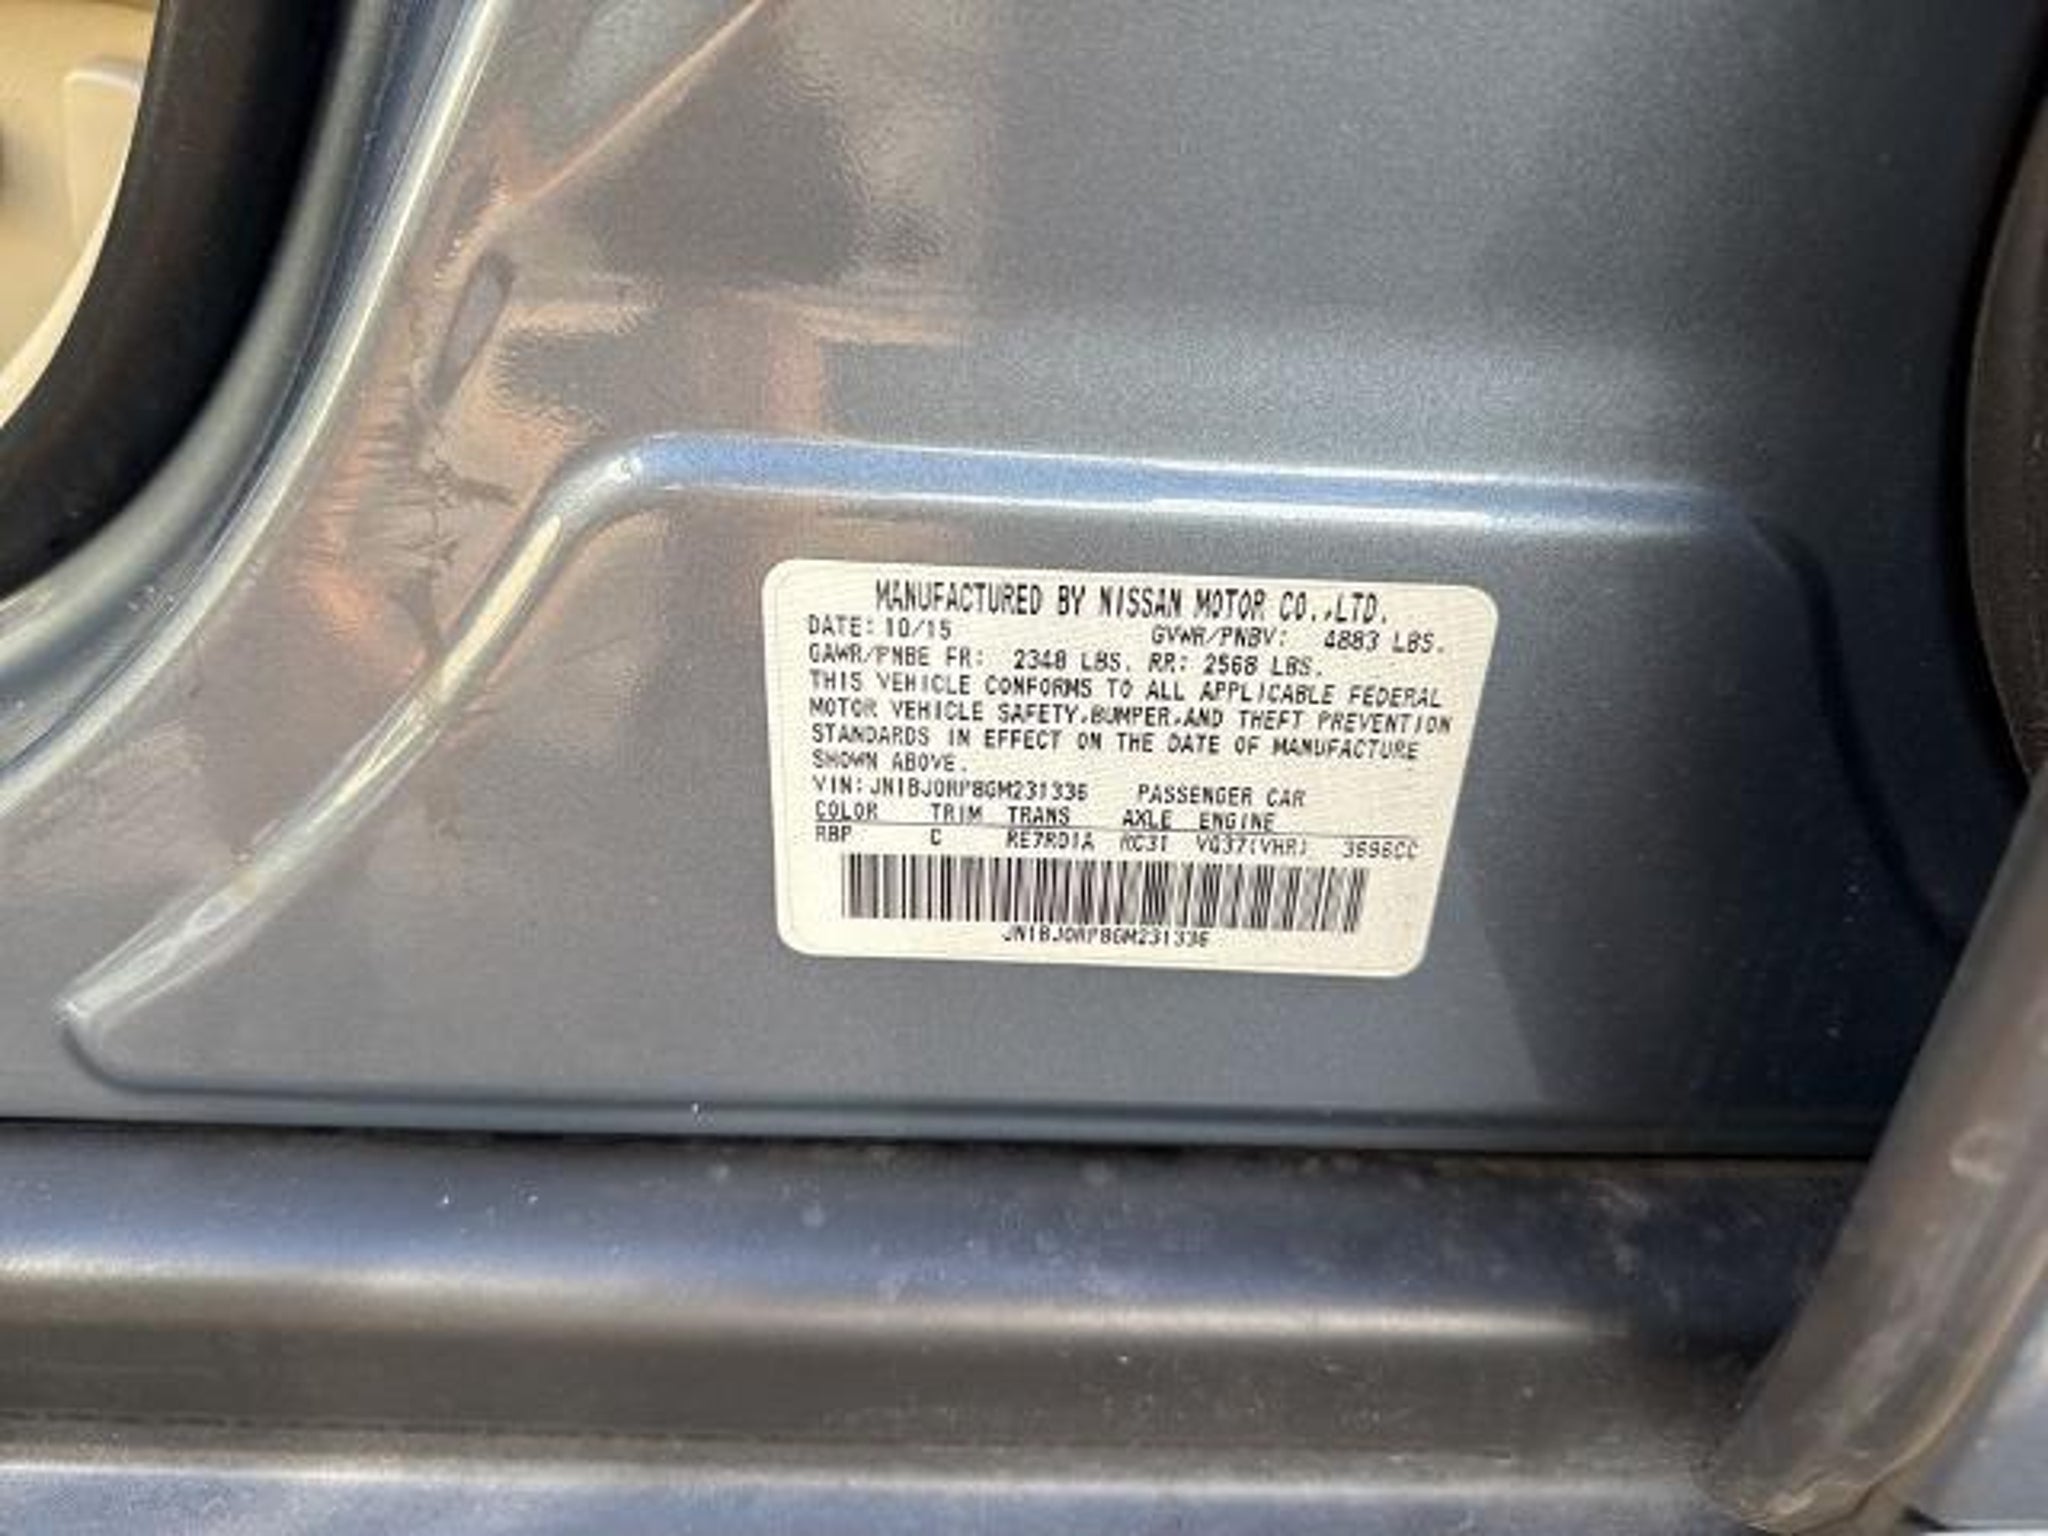 MANUFACTURED BY NISSAN MOTOR CO.,LTD.
DATE: 10/15 GVWR/PNBV: 4883 LBS.
GAWR/PNBE FR: 2348 LBS. RR: 2568 LBS.
THIS VEHICLE CONFORMS TO ALL APPLICABLE FEDERAL
MOTOR VEHICLE SAFETY,BUMPER,AND THEFT PREVENTION
STANDARDS IN EFFECT ON THE DATE OF MANUFACTURE
SHOWN ABOVE.
VIN: JN1BJ0RP8GM231336 PASSENGER CAR
COLOR TRIM TRANS AXLE ENGINE
RBP C RE7R01A RC31 VQ37(VHR) 3696CC
JN1BJ0RP8GM231336